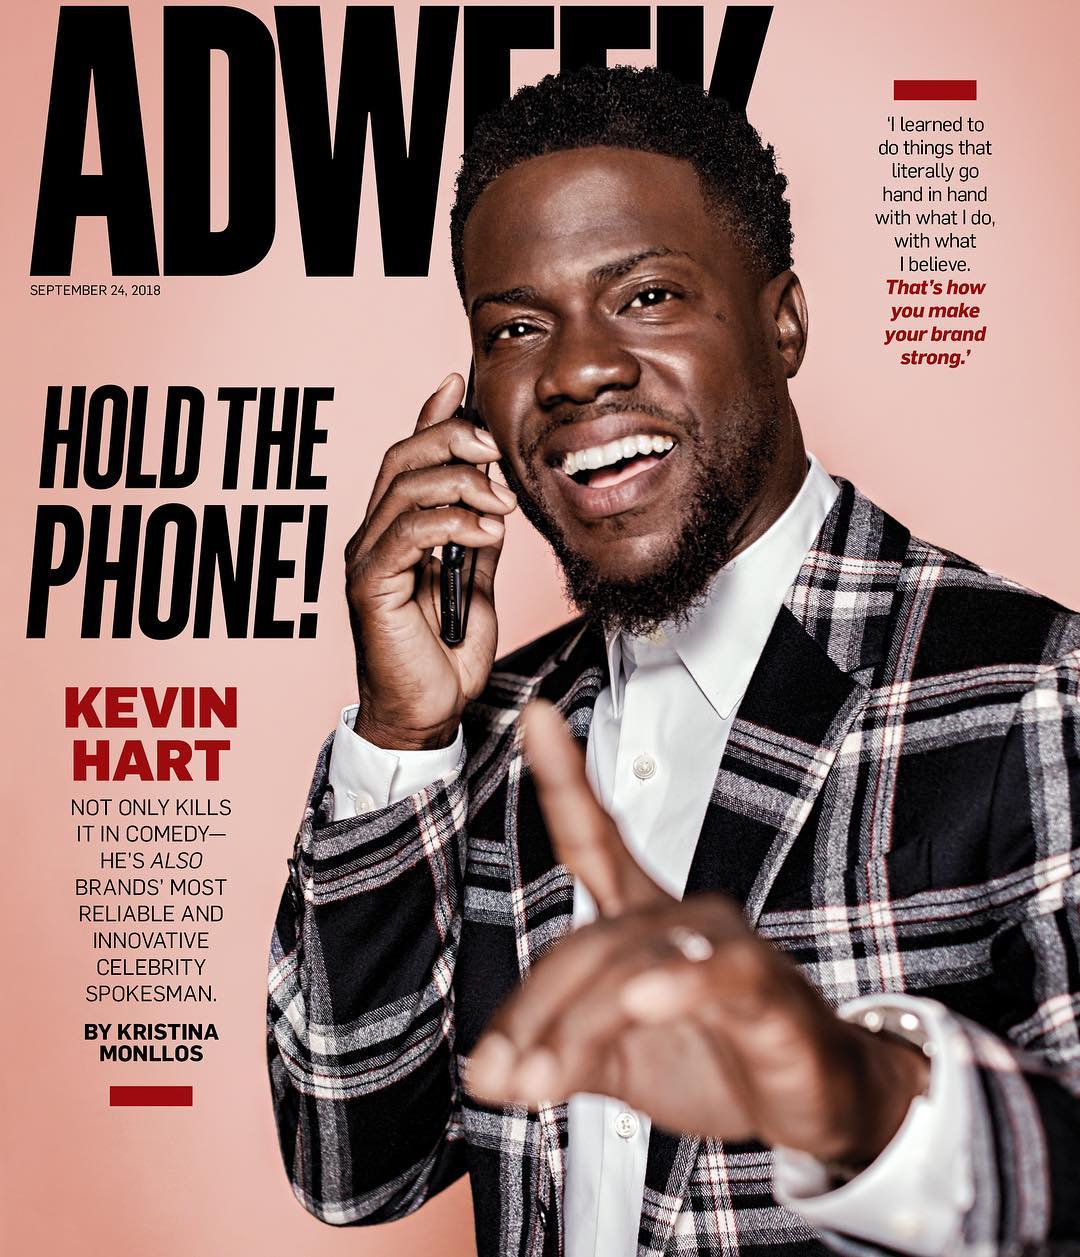 ADWEEK
SEPTEMBER 24, 2018
'I learned to
do things that
literally go
hand in hand
with what I do,
with what
I believe.
That's how
you make
your brand
strong.'
HOLD THE
PHONE!
KEVIN
HART
NOT ONLY KILLS
IT IN COMEDY—
HE'S ALSO
BRANDS' MOST
RELIABLE AND
INNOVATIVE
CELEBRITY
SPOKESMAN.
BY KRISTINA
MONLLOS